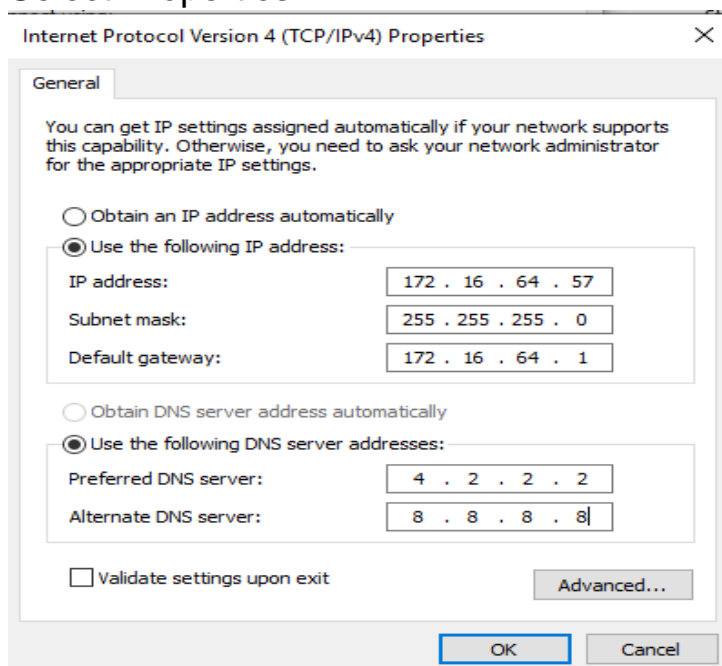 Internet Protocol Version 4 (TCP/IPv4) Properties
General
You can get IP settings assigned automatically if your network supports
this capability. Otherwise, you need to ask your network administrator
for the appropriate IP settings.
Obtain an IP address automatically
Use the following IP address:
IP address: 172 . 16 . 64 . 57
Subnet mask: 255 . 255 . 255 . 0
Default gateway: 172 . 16 . 64 . 1
Obtain DNS server address automatically
Use the following DNS server addresses:
Preferred DNS server: 4 . 2 . 2 . 2
Alternate DNS server: 8 . 8 . 8 . 8
Validate settings upon exit
Advanced...
OK Cancel